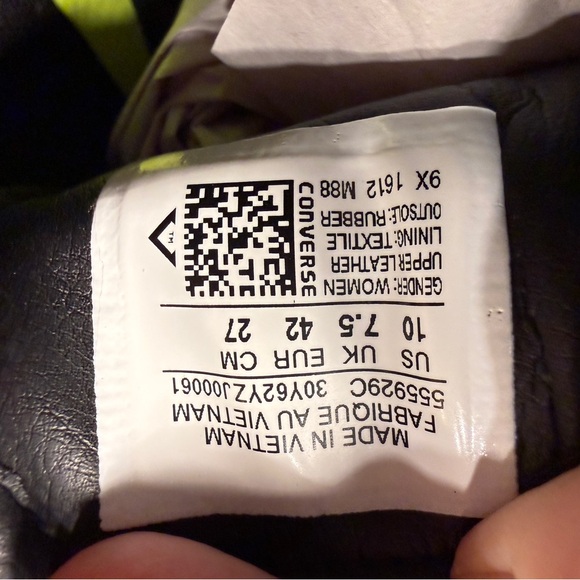 MADE IN VIETNAM
FABRIQUE AU VIETNAM
555929C 30Y62YZJ00061
US UK EUR CM
10 7.5 42 27
GENDER: WOMEN
UPPER LEATHER
LINING: TEXTILE
OUTSOLE: RUBBER
9X 1612 M88
CONVERSE
TM